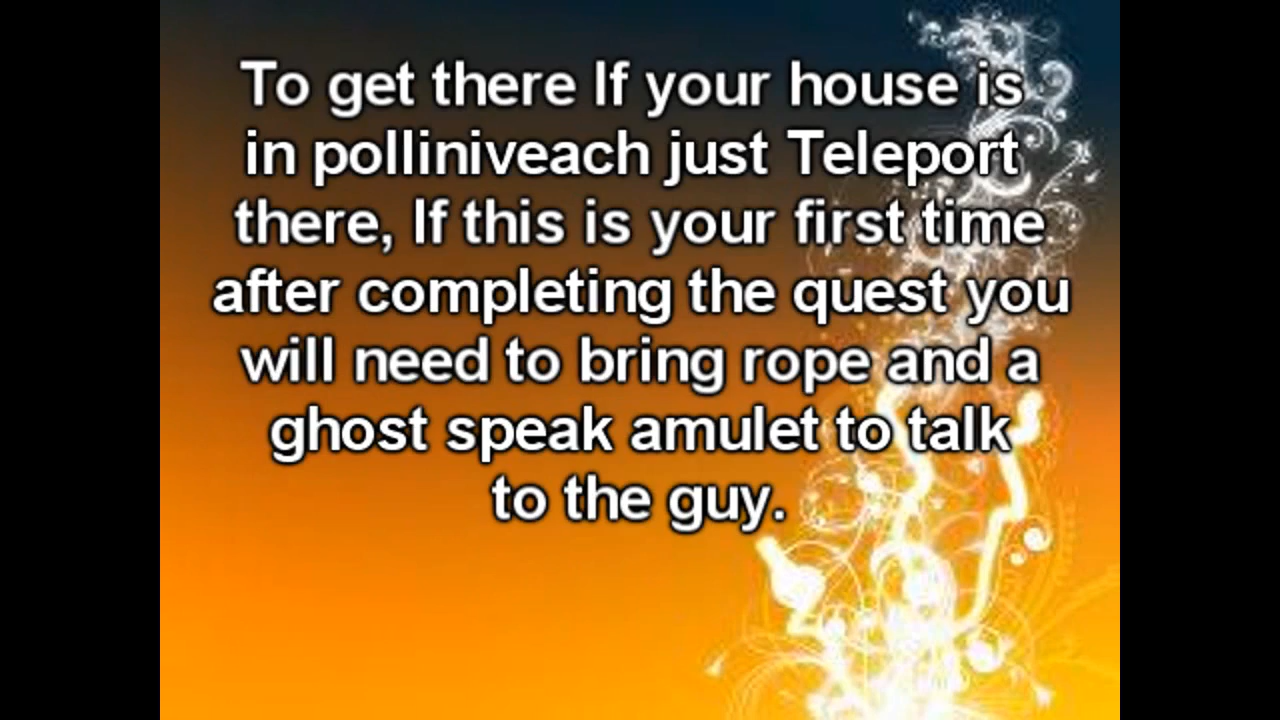 To get there If your house is
in polliniveach just Teleport
there, If this is your first time
after completing the quest you
will need to bring rope and a
ghost speak amulet to talk
to the guy.